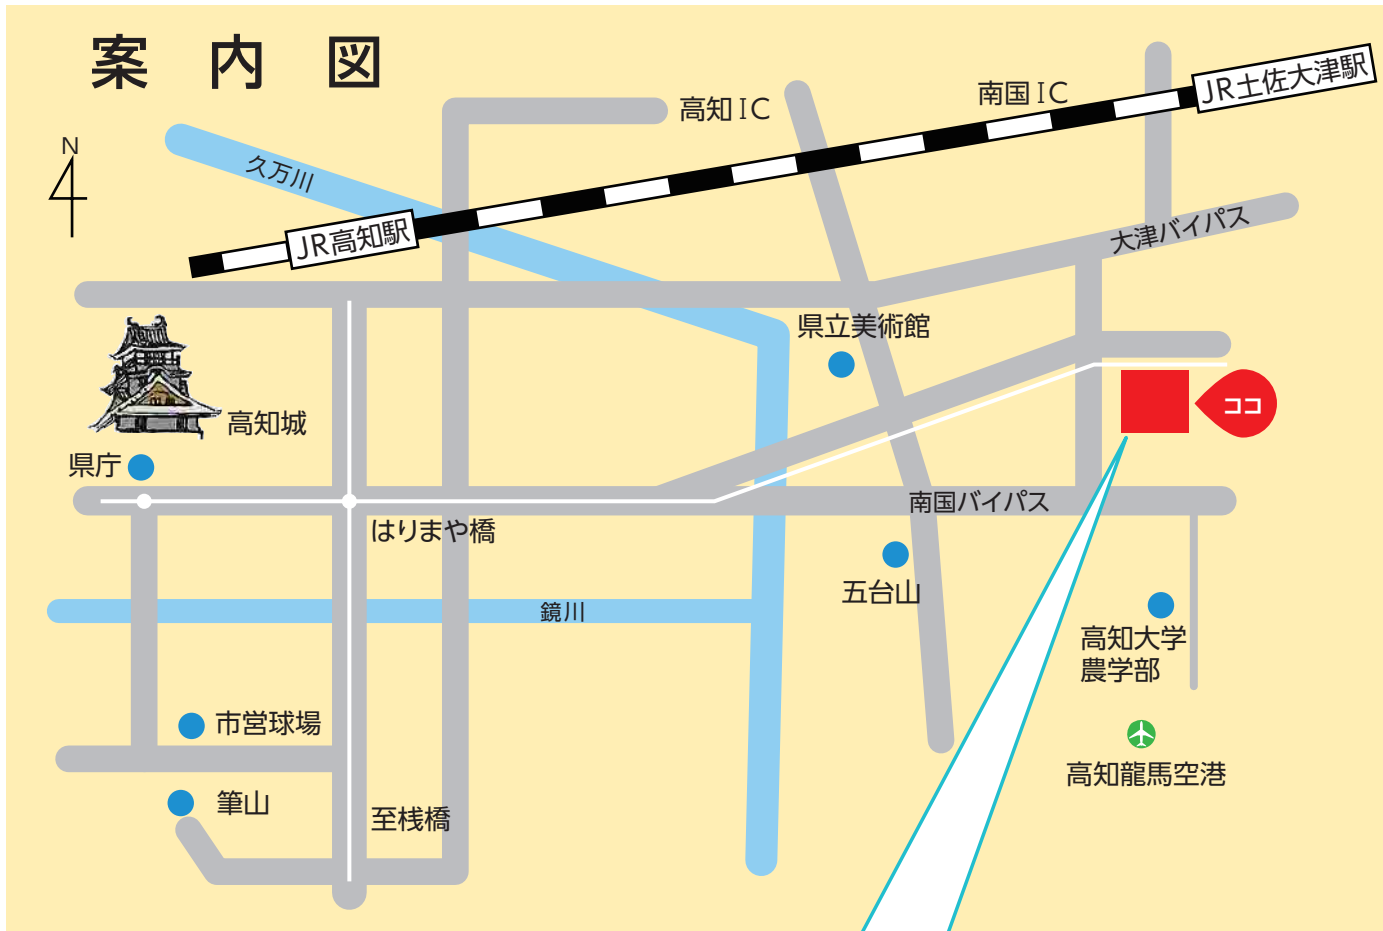 案内図
JR土佐大津駅
南国IC
高知IC
N
久万川
JR高知駅
大津バイパス
県立美術館
ココ
高知城
県庁
南国バイパス
はりまや橋
五台山
鏡川
高知大学
農学部
市営球場
高知龍馬空港
筆山
至桟橋